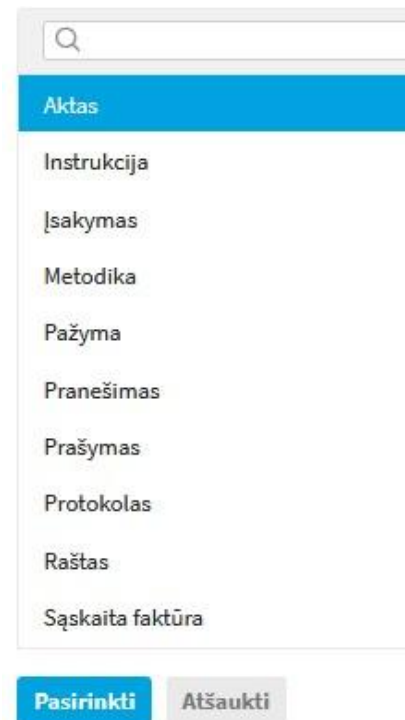 Aktas
Instrukcija
Įsakymas
Metodika
Pažyma
Pranešimas
Prašymas
Protokolas
Raštas
Sąskaita faktūra
Pasirinkti Atšaukti